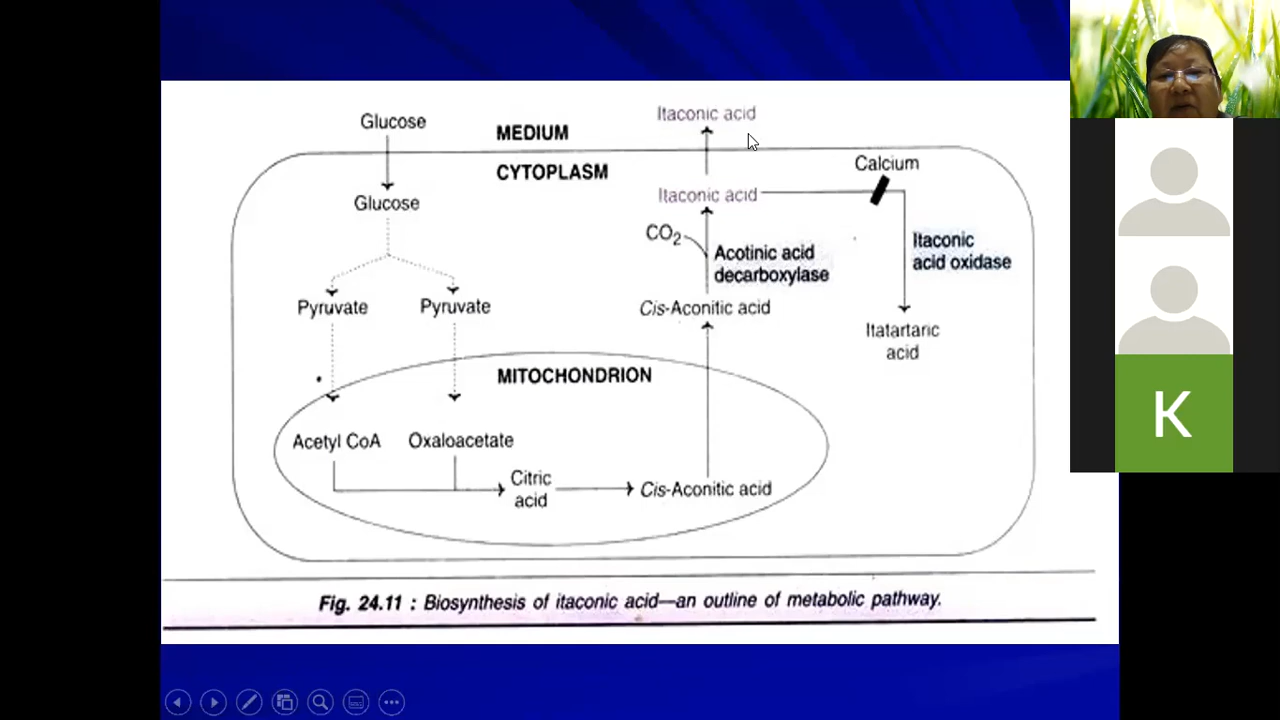 Glucose
MEDIUM
Itaconic acid
CYTOPLASM
Calcium
Glucose
Itaconic acid
CO2
Acotinic acid
decarboxylase
Itaconic
acid oxidase
Pyruvate
Pyruvate
Cis-Aconitic acid
Itatartaric
acid
MITOCHONDRION
Acetyl CoA
Oxaloacetate
Citric
acid
Cis-Aconitic acid
K
Fig. 24.11 : Biosynthesis of itaconic acid—an outline of metabolic pathway.